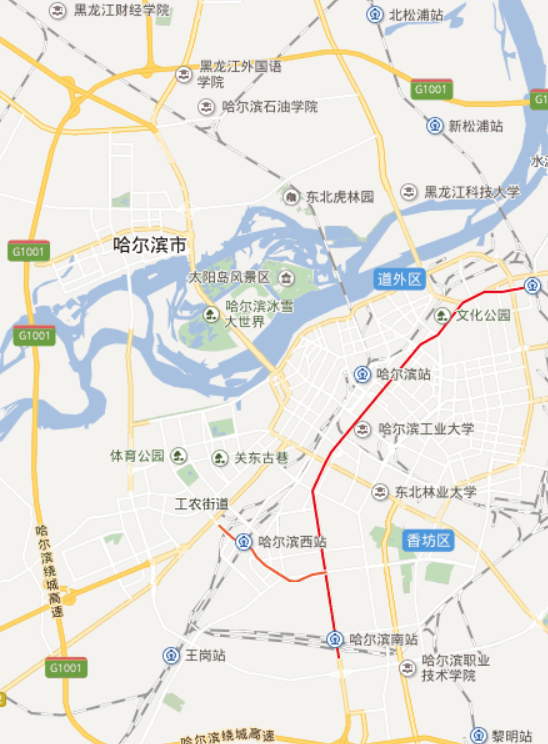 黑龙江财经学院
北松浦站
黑龙江外国语
学院
G1001
G1
哈尔滨石油学院
新松浦站
水
东北虎林园
黑龙江科技大学
哈尔滨市
G1001
太阳岛风景区
道外区
哈尔滨冰雪
大世界
文化公园
G1001
哈尔滨站
哈尔滨工业大学
体育公园
关东古巷
东北林业大学
工农街道
哈尔滨西站
香坊区
哈尔滨绕城高速
哈尔滨南站
王岗站
G1001
哈尔滨职业
技术学院
哈尔滨绕城高速
黎明站